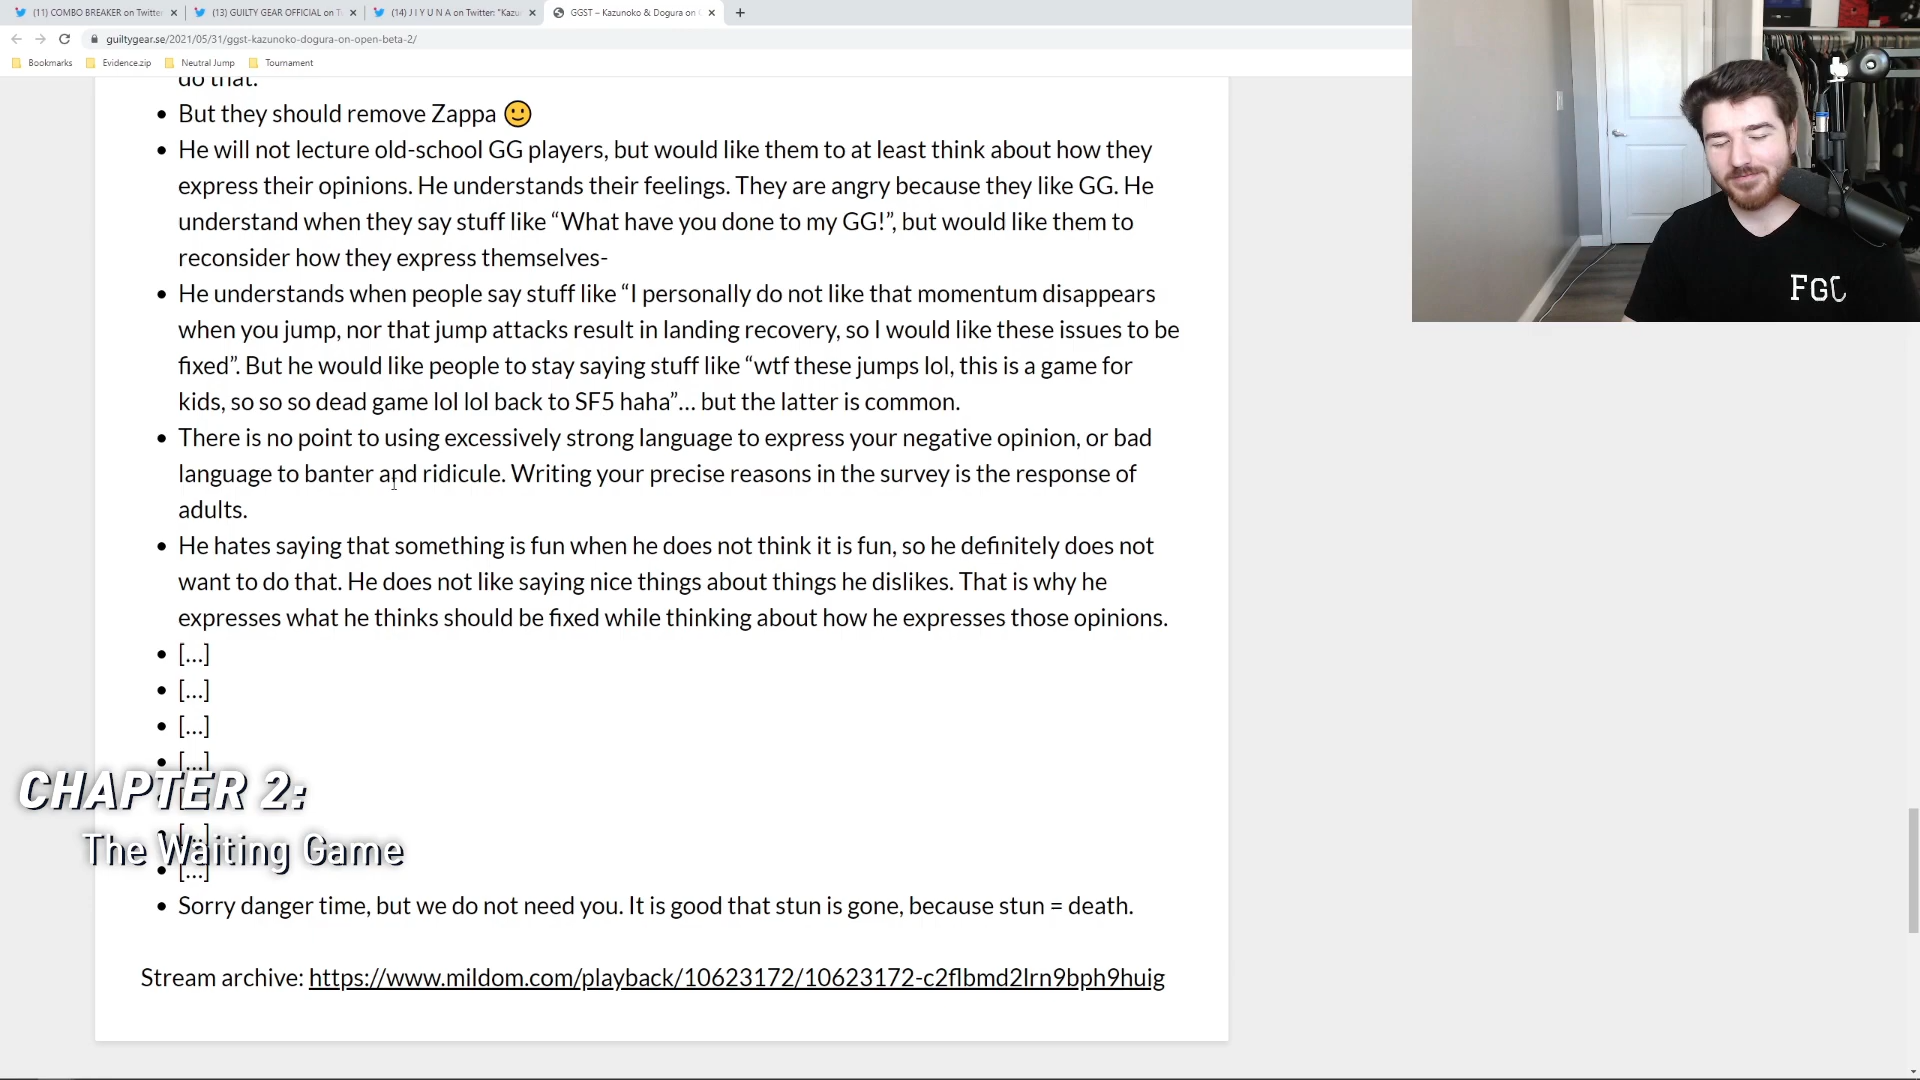 (11) COMBO BREAKER on Twitter
(13) GUILTY GEAR OFFICIAL on T
(14) J I Y U N A on Twitter: "Kazu
GGST – Kazunoko & Dogura on
guiltygear.se/2021/05/31/ggst-kazunoko-dogura-on-open-beta-2/
Bookmarks Evidence.zip Neutral Jump Tournament
do that.
• But they should remove Zappa 🙂
• He will not lecture old-school GG players, but would like them to at least think about how they
express their opinions. He understands their feelings. They are angry because they like GG. He
understand when they say stuff like “What have you done to my GG!”, but would like them to
reconsider how they express themselves-
• He understands when people say stuff like “I personally do not like that momentum disappears
when you jump, nor that jump attacks result in landing recovery, so I would like these issues to be
fixed”. But he would like people to stay saying stuff like “wtf these jumps lol, this is a game for
kids, so so so dead game lol lol back to SF5 haha”… but the latter is common.
• There is no point to using excessively strong language to express your negative opinion, or bad
language to banter and ridicule. Writing your precise reasons in the survey is the response of
adults.
• He hates saying that something is fun when he does not think it is fun, so he definitely does not
want to do that. He does not like saying nice things about things he dislikes. That is why he
expresses what he thinks should be fixed while thinking about how he expresses those opinions.
• […]
• […]
• […]
• […]
CHAPTER 2:
• […]
The Waiting Game
• […]
• Sorry danger time, but we do not need you. It is good that stun is gone, because stun = death.
Stream archive: https://www.mildom.com/playback/10623172/10623172-c2flbmd2lrn9bph9huig
FGC